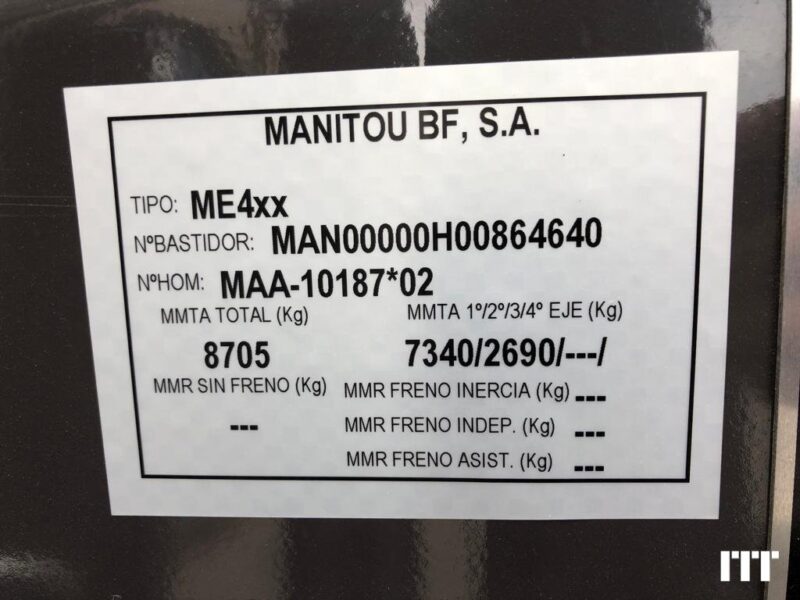 MANITOU BF, S.A.
TIPO: ME4xx
NºBASTIDOR: MAN00000H00864640
NºHOM: MAA-10187*02
MMTA TOTAL (Kg) MMTA 1º/2º/3/4º EJE (Kg)
8705 7340/2690/---/
MMR SIN FRENO (Kg) MMR FRENO INERCIA (Kg) ---
--- MMR FRENO INDEP. (Kg) ---
MMR FRENO ASIST. (Kg) ---